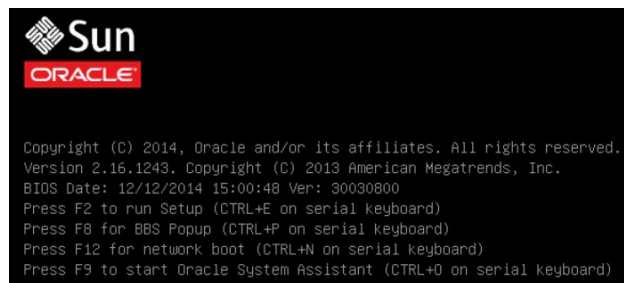 Sun
ORACLE
Copyright (C) 2014, Oracle and/or its affiliates. All rights reserved.
Version 2.16.1243. Copyright (C) 2013 American Megatrends, Inc.
BIOS Date: 12/12/2014 15:00:48 Ver: 30030800
Press F2 to run Setup (CTRL+E on serial keyboard)
Press F8 for BBS Popup (CTRL+P on serial keyboard)
Press F12 for network boot (CTRL+N on serial keyboard)
Press F9 to start Oracle System Assistant (CTRL+O on serial keyboard)